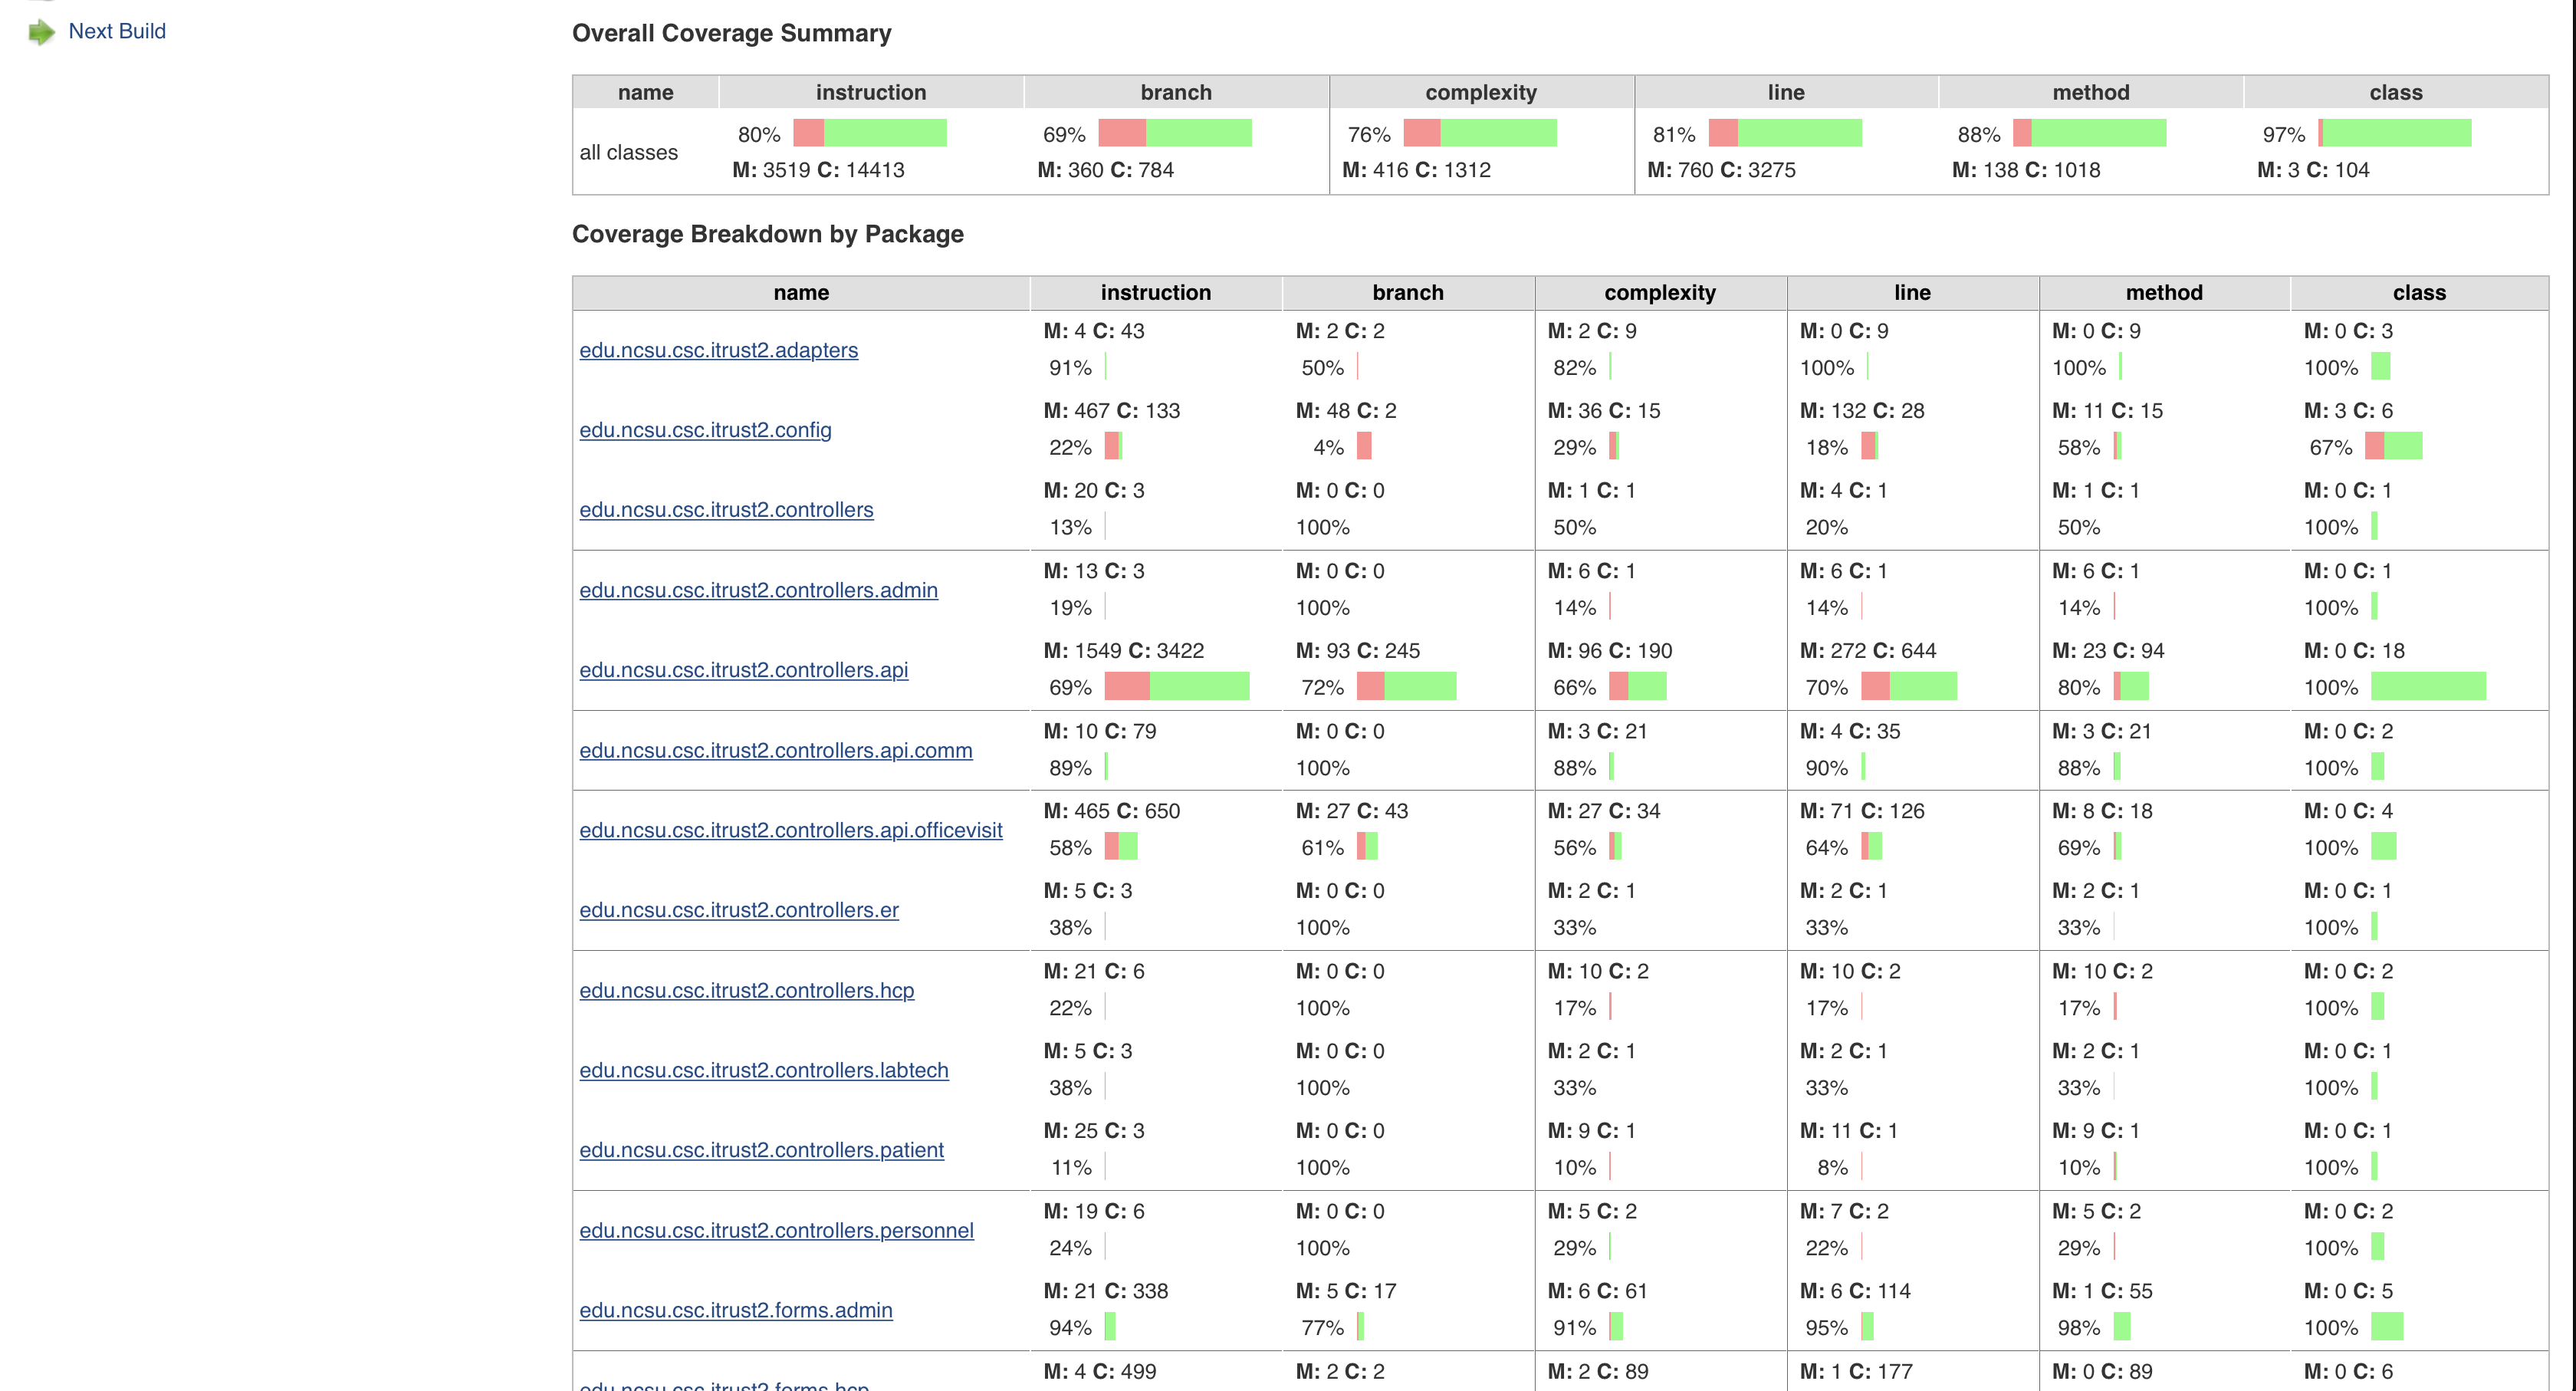 Next Build
Overall Coverage Summary
name instruction branch complexity line method class
all classes
80% 69% 76% 81% 88% 97%
M: 3519 C: 14413 M: 360 C: 784 M: 416 C: 1312 M: 760 C: 3275 M: 138 C: 1018 M: 3 C: 104
Coverage Breakdown by Package
name instruction branch complexity line method class
edu.ncsu.csc.itrust2.adapters
M: 4 C: 43 M: 2 C: 2 M: 2 C: 9 M: 0 C: 9 M: 0 C: 9 M: 0 C: 3
91% 50% 82% 100% 100% 100%
edu.ncsu.csc.itrust2.config
M: 467 C: 133 M: 48 C: 2 M: 36 C: 15 M: 132 C: 28 M: 11 C: 15 M: 3 C: 6
22% 4% 29% 18% 58% 67%
edu.ncsu.csc.itrust2.controllers
M: 20 C: 3 M: 0 C: 0 M: 1 C: 1 M: 4 C: 1 M: 1 C: 1 M: 0 C: 1
13% 100% 50% 20% 50% 100%
edu.ncsu.csc.itrust2.controllers.admin
M: 13 C: 3 M: 0 C: 0 M: 6 C: 1 M: 6 C: 1 M: 6 C: 1 M: 0 C: 1
19% 100% 14% 14% 14% 100%
edu.ncsu.csc.itrust2.controllers.api
M: 1549 C: 3422 M: 93 C: 245 M: 96 C: 190 M: 272 C: 644 M: 23 C: 94 M: 0 C: 18
69% 72% 66% 70% 80% 100%
edu.ncsu.csc.itrust2.controllers.api.comm
M: 10 C: 79 M: 0 C: 0 M: 3 C: 21 M: 4 C: 35 M: 3 C: 21 M: 0 C: 2
89% 100% 88% 90% 88% 100%
edu.ncsu.csc.itrust2.controllers.api.officevisit
M: 465 C: 650 M: 27 C: 43 M: 27 C: 34 M: 71 C: 126 M: 8 C: 18 M: 0 C: 4
58% 61% 56% 64% 69% 100%
edu.ncsu.csc.itrust2.controllers.er
M: 5 C: 3 M: 0 C: 0 M: 2 C: 1 M: 2 C: 1 M: 2 C: 1 M: 0 C: 1
38% 100% 33% 33% 33% 100%
edu.ncsu.csc.itrust2.controllers.hcp
M: 21 C: 6 M: 0 C: 0 M: 10 C: 2 M: 10 C: 2 M: 10 C: 2 M: 0 C: 2
22% 100% 17% 17% 17% 100%
edu.ncsu.csc.itrust2.controllers.labtech
M: 5 C: 3 M: 0 C: 0 M: 2 C: 1 M: 2 C: 1 M: 2 C: 1 M: 0 C: 1
38% 100% 33% 33% 33% 100%
edu.ncsu.csc.itrust2.controllers.patient
M: 25 C: 3 M: 0 C: 0 M: 9 C: 1 M: 11 C: 1 M: 9 C: 1 M: 0 C: 1
11% 100% 10% 8% 10% 100%
edu.ncsu.csc.itrust2.controllers.personnel
M: 19 C: 6 M: 0 C: 0 M: 5 C: 2 M: 7 C: 2 M: 5 C: 2 M: 0 C: 2
24% 100% 29% 22% 29% 100%
edu.ncsu.csc.itrust2.forms.admin
M: 21 C: 338 M: 5 C: 17 M: 6 C: 61 M: 6 C: 114 M: 1 C: 55 M: 0 C: 5
94% 77% 91% 95% 98% 100%
edu.ncsu.csc.itrust2.forms.hcp
M: 4 C: 499 M: 2 C: 2 M: 2 C: 89 M: 1 C: 177 M: 0 C: 89 M: 0 C: 6